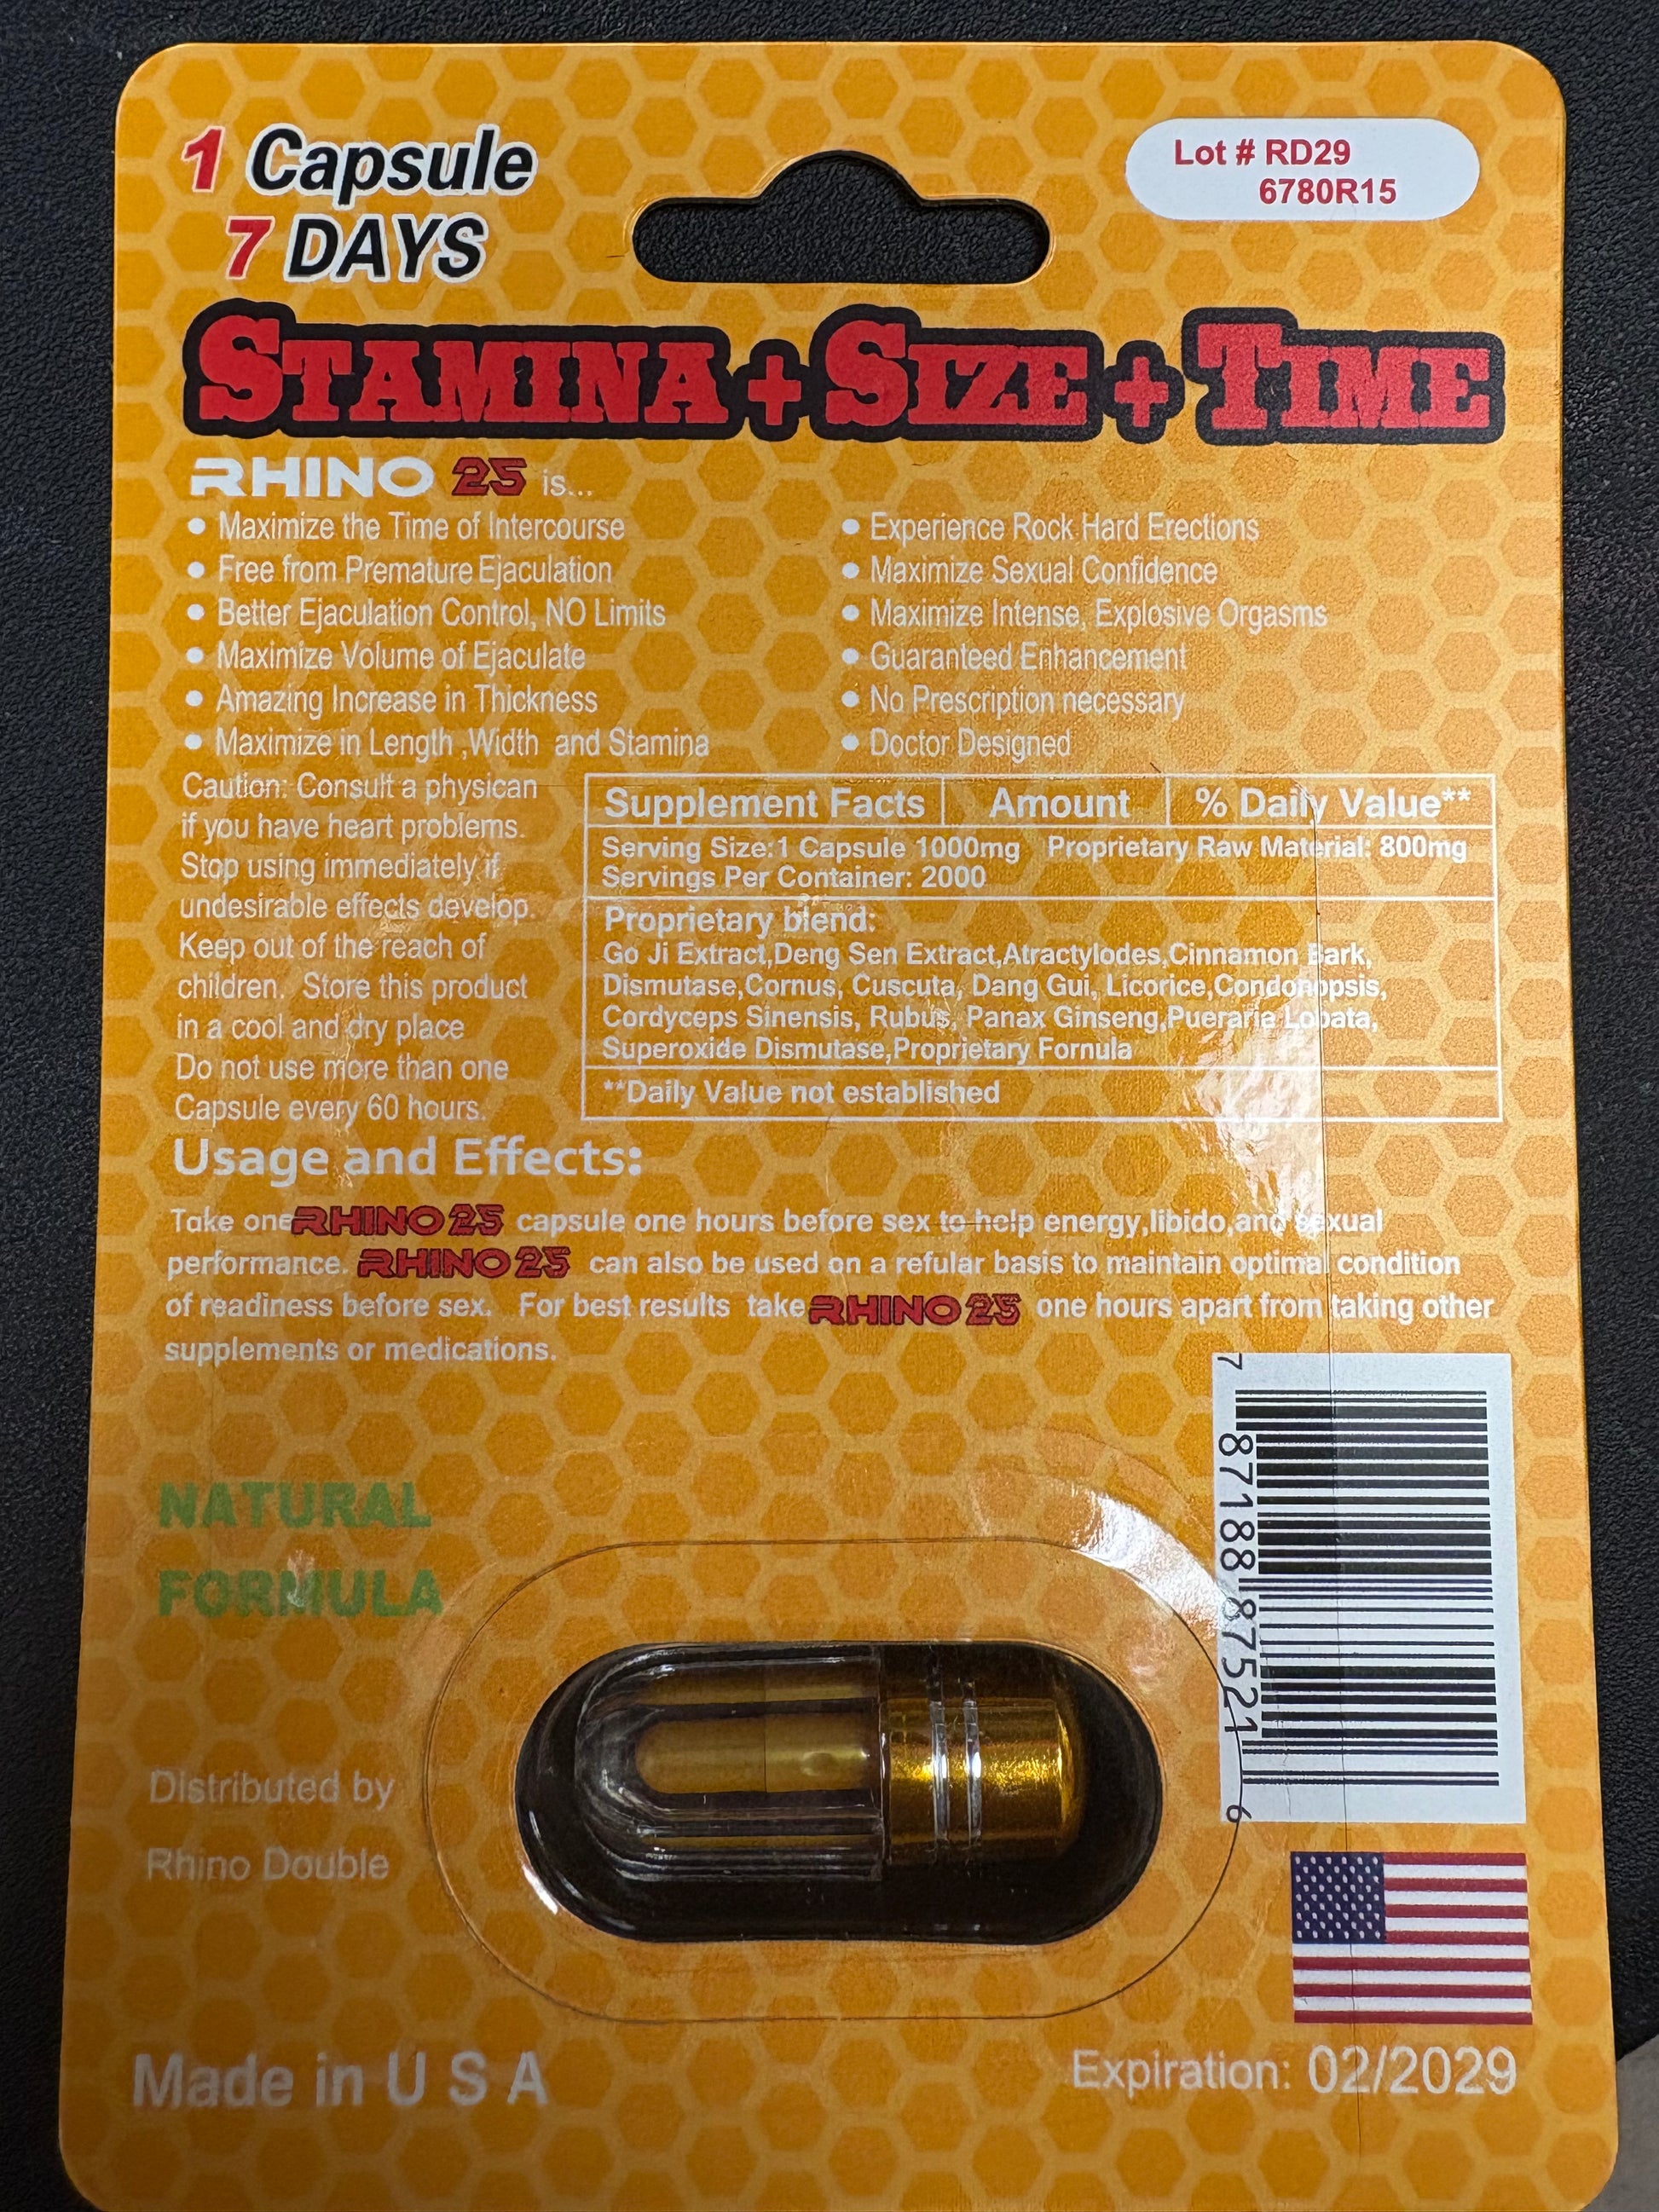 1 Capsule
7 DAYS
Lot # RD29
6780R15
STAMINA + SIZE + TIME
RHINO 25 is...
• Maximize the Time of Intercourse
• Free from Premature Ejaculation
• Better Ejaculation Control, NO Limits
• Maximize Volume of Ejaculate
• Amazing Increase in Thickness
• Maximize in Length ,Width and Stamina
• Experience Rock Hard Erections
• Maximize Sexual Confidence
• Maximize Intense, Explosive Orgasms
• Guaranteed Enhancement
• No Prescription necessary
• Doctor Designed
Caution: Consult a physican
if you have heart problems.
Stop using immediately if
undesirable effects develop.
Keep out of the reach of
children. Store this product
in a cool and dry place
Do not use more than one
Capsule every 60 hours.
Supplement Facts Amount % Daily Value**
Serving Size:1 Capsule 1000mg Proprietary Raw Material: 800mg
Servings Per Container: 2000
Proprietary blend:
Go Ji Extract,Deng Sen Extract,Atractylodes,Cinnamon Bark,
Dismutase,Cornus, Cuscuta, Dang Gui, Licorice,Condonopsis,
Cordyceps Sinensis, Rubus, Panax Ginseng,Pueraria Lobata,
Superoxide Dismutase,Proprietary Fornula
**Daily Value not established
Usage and Effects:
Take one RHINO 25 capsule one hours before sex to help energy,libido,and sexual
performance. RHINO 25 can also be used on a refular basis to maintain optimal condition
of readiness before sex. For best results take RHINO 25 one hours apart from taking other
supplements or medications.
NATURAL
FORMULA
7 87188 87521 6
Distributed by
Rhino Double
Made in U S A
Expiration: 02/2029